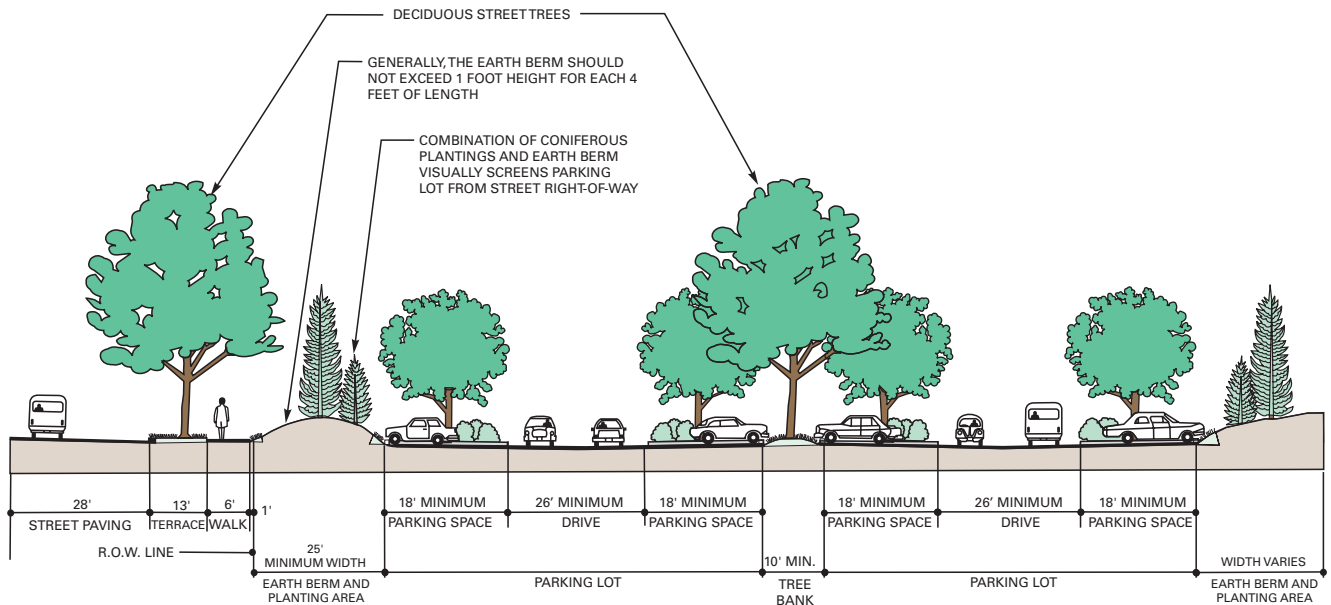 DECIDUOUS STREET TREES
GENERALLY, THE EARTH BERM SHOULD
NOT EXCEED 1 FOOT HEIGHT FOR EACH 4
FEET OF LENGTH
COMBINATION OF CONIFEROUS
PLANTINGS AND EARTH BERM
VISUALLY SCREENS PARKING
LOT FROM STREET RIGHT-OF-WAY
28'
STREET PAVING
13'
TERRACE
6'
WALK
1'
18' MINIMUM
PARKING SPACE
26' MINIMUM
DRIVE
18' MINIMUM
PARKING SPACE
18' MINIMUM
PARKING SPACE
26' MINIMUM
DRIVE
18' MINIMUM
PARKING SPACE
R.O.W. LINE
25'
MINIMUM WIDTH
EARTH BERM AND
PLANTING AREA
PARKING LOT
10' MIN.
TREE
BANK
PARKING LOT
WIDTH VARIES
EARTH BERM AND
PLANTING AREA